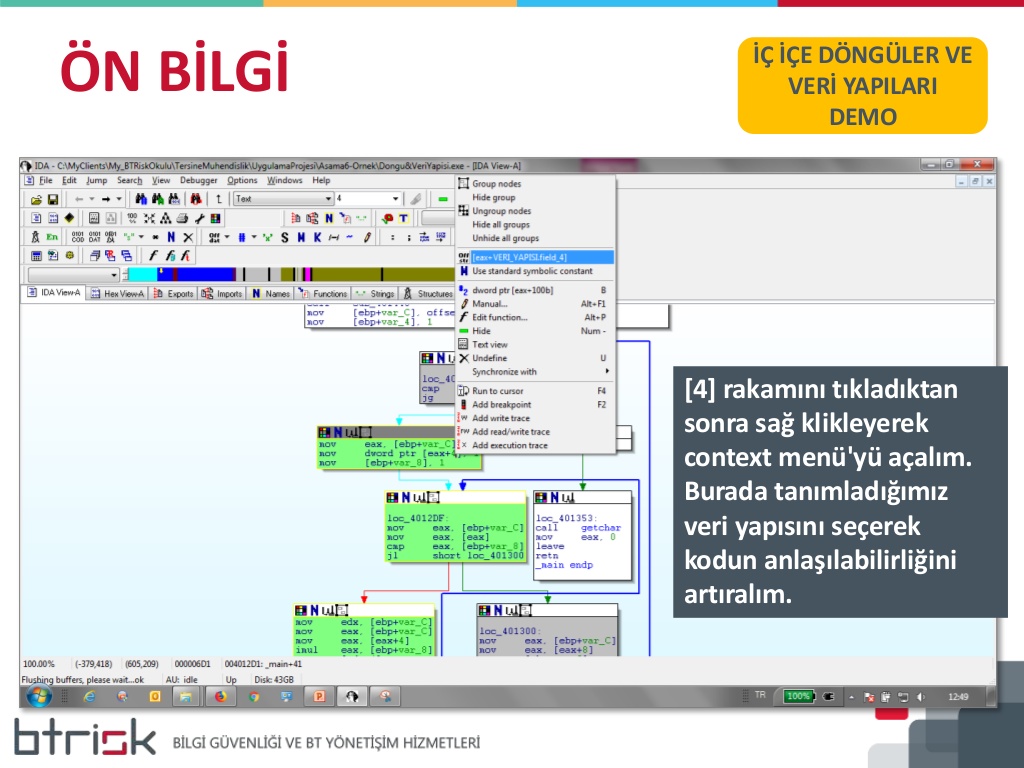 ÖN BİLGİ
İÇ İÇE DÖNGÜLER VE
VERİ YAPILARI
DEMO
IDA - C:\MyClients\My_BTRiskOkulu\TersineMuhendislik\UygulamaProjesi\Asama6-Ornek\Dongu&VeriYapisi.exe - [IDA View-A]
File Edit Jump Search View Debugger Options Windows Help
Text
4
En
IDA View-A
Hex View-A
Exports
Imports
Names
Functions
Strings
Structures
Group nodes
Hide group
Ungroup nodes
Hide all groups
Unhide all groups
[eax+VERI_YAPISI.field_4]
Use standard symbolic constant
dword ptr [eax+100b] B
Manual... Alt+F1
Edit function... Alt+P
Hide Num -
Text view
Undefine U
Synchronize with
Run to cursor F4
Add breakpoint F2
Add write trace
Add read/write trace
Add execution trace
mov [ebp+var_C], offse
mov [ebp+var_4], 1
loc_40
cmp
jg
mov eax, [ebp+var_C]
mov dword ptr [eax+4],
mov [ebp+var_8], 1
loc_4012DF:
mov eax, [ebp+var_C]
mov eax, [eax]
cmp eax, [ebp+var_8]
jl short loc_401300
loc_401353:
call getchar
mov eax, 0
leave
retn
_main endp
mov edx, [ebp+var_C]
mov eax, [ebp+var_C]
mov eax, [eax+4]
imul eax, [ebp+var_8]
loc_401300:
mov eax, [ebp+var_C]
mov eax, [eax+8]
[4] rakamını tıkladıktan
sonra sağ klikleyerek
context menü'yü açalım.
Burada tanımladığımız
veri yapısını seçerek
kodun anlaşılabilirliğini
artıralım.
100.00% (-379,418) (605,209) 000006D1 004012D1: _main+41
Flushing buffers, please wait...ok AU: idle Up Disk: 43GB
TR
100%
12:49
btrisk
BİLGİ GÜVENLİĞİ VE BT YÖNETİŞİM HİZMETLERİ